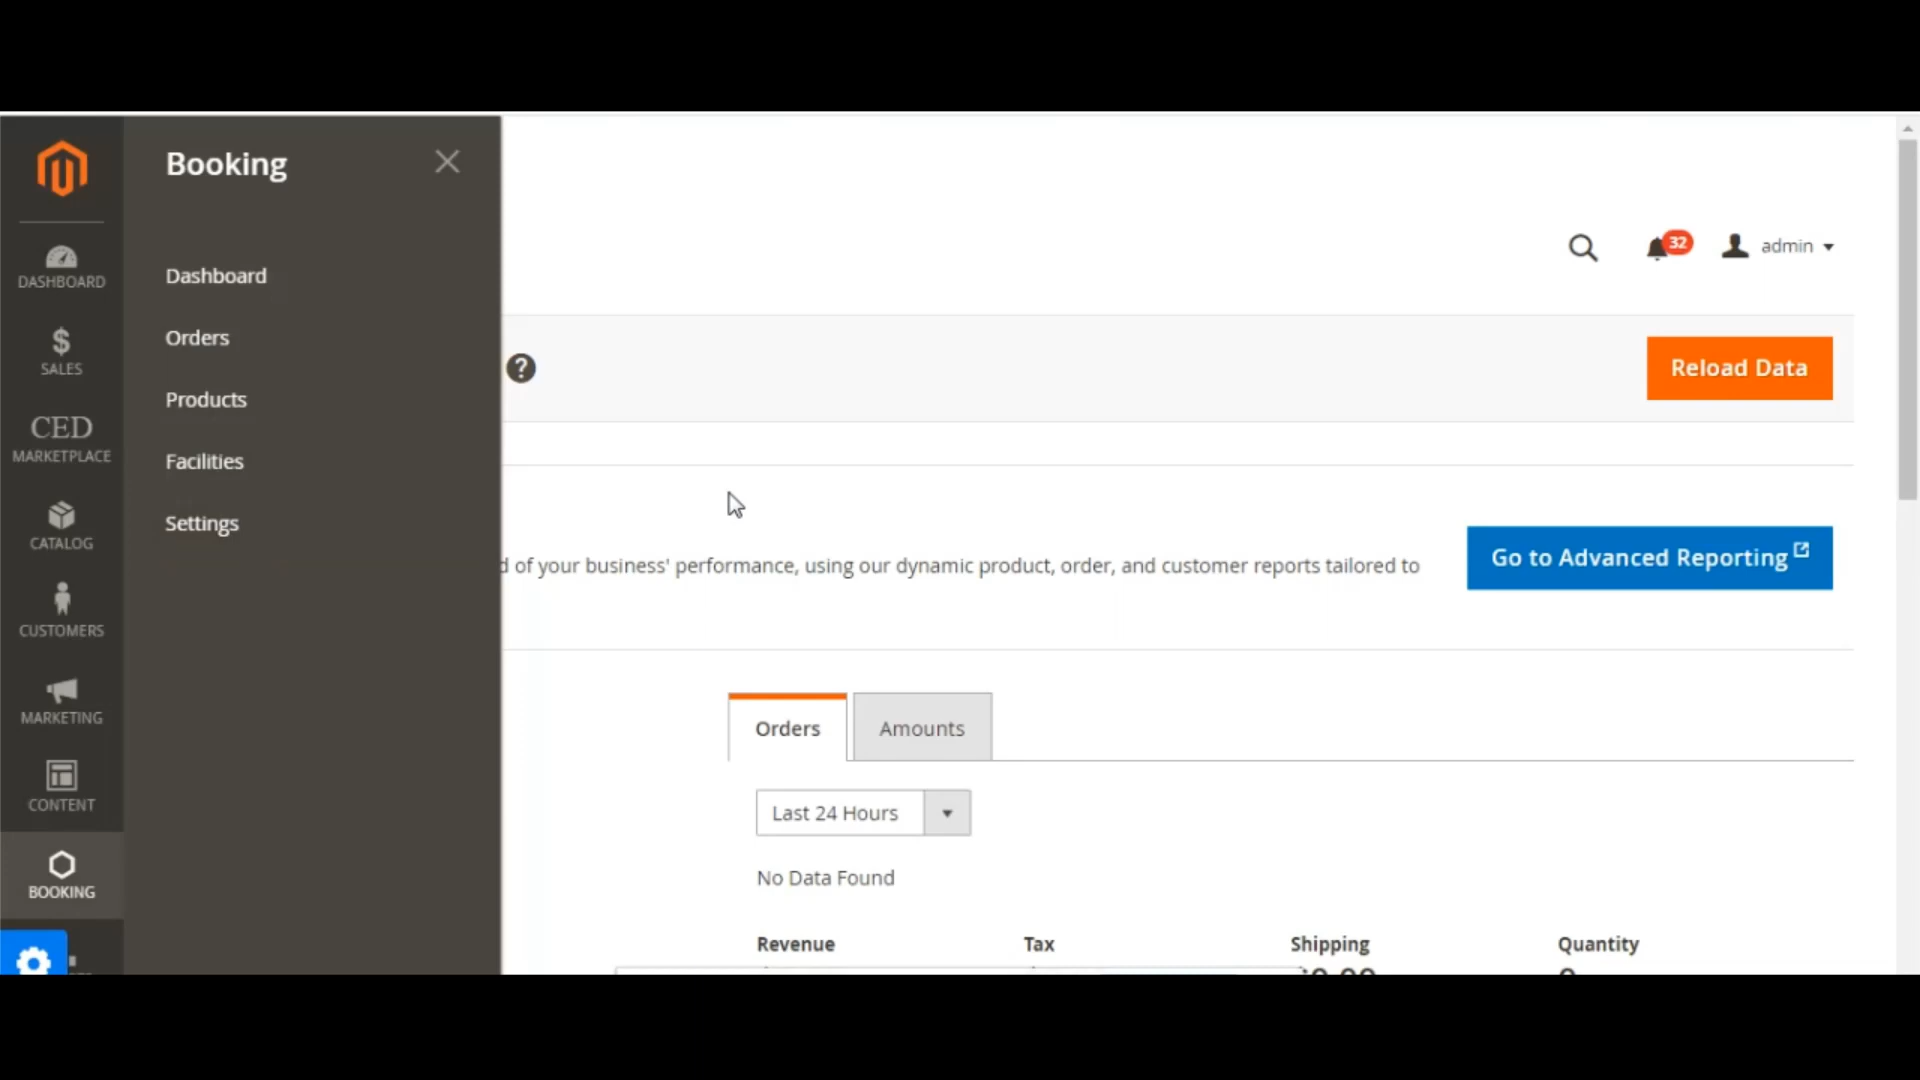 Booking
DASHBOARD
SALES
CED
MARKETPLACE
CATALOG
CUSTOMERS
MARKETING
CONTENT
BOOKING
Dashboard
Orders
Products
Facilities
Settings
32
admin
?
Reload Data
d of your business' performance, using our dynamic product, order, and customer reports tailored to
Go to Advanced Reporting
Orders
Amounts
Last 24 Hours
No Data Found
Revenue
Tax
Shipping
Quantity